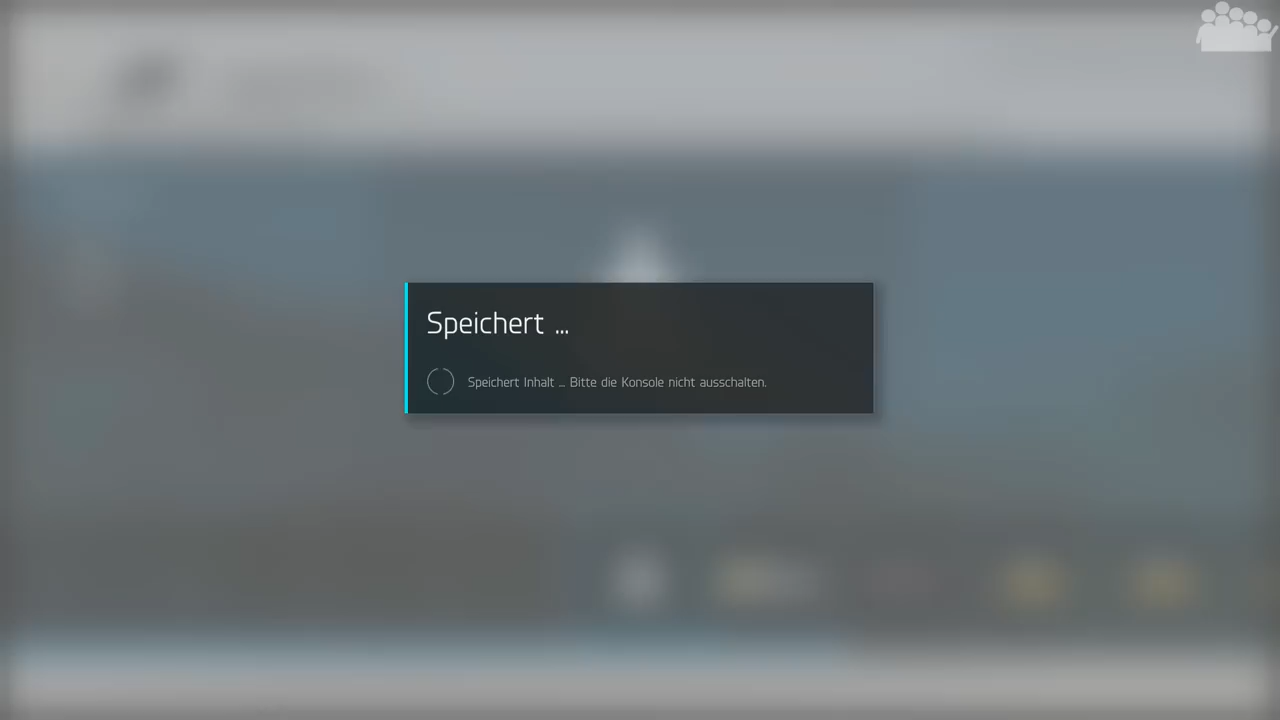 Speichert ...
Speichert Inhalt ... Bitte die Konsole nicht ausschalten.